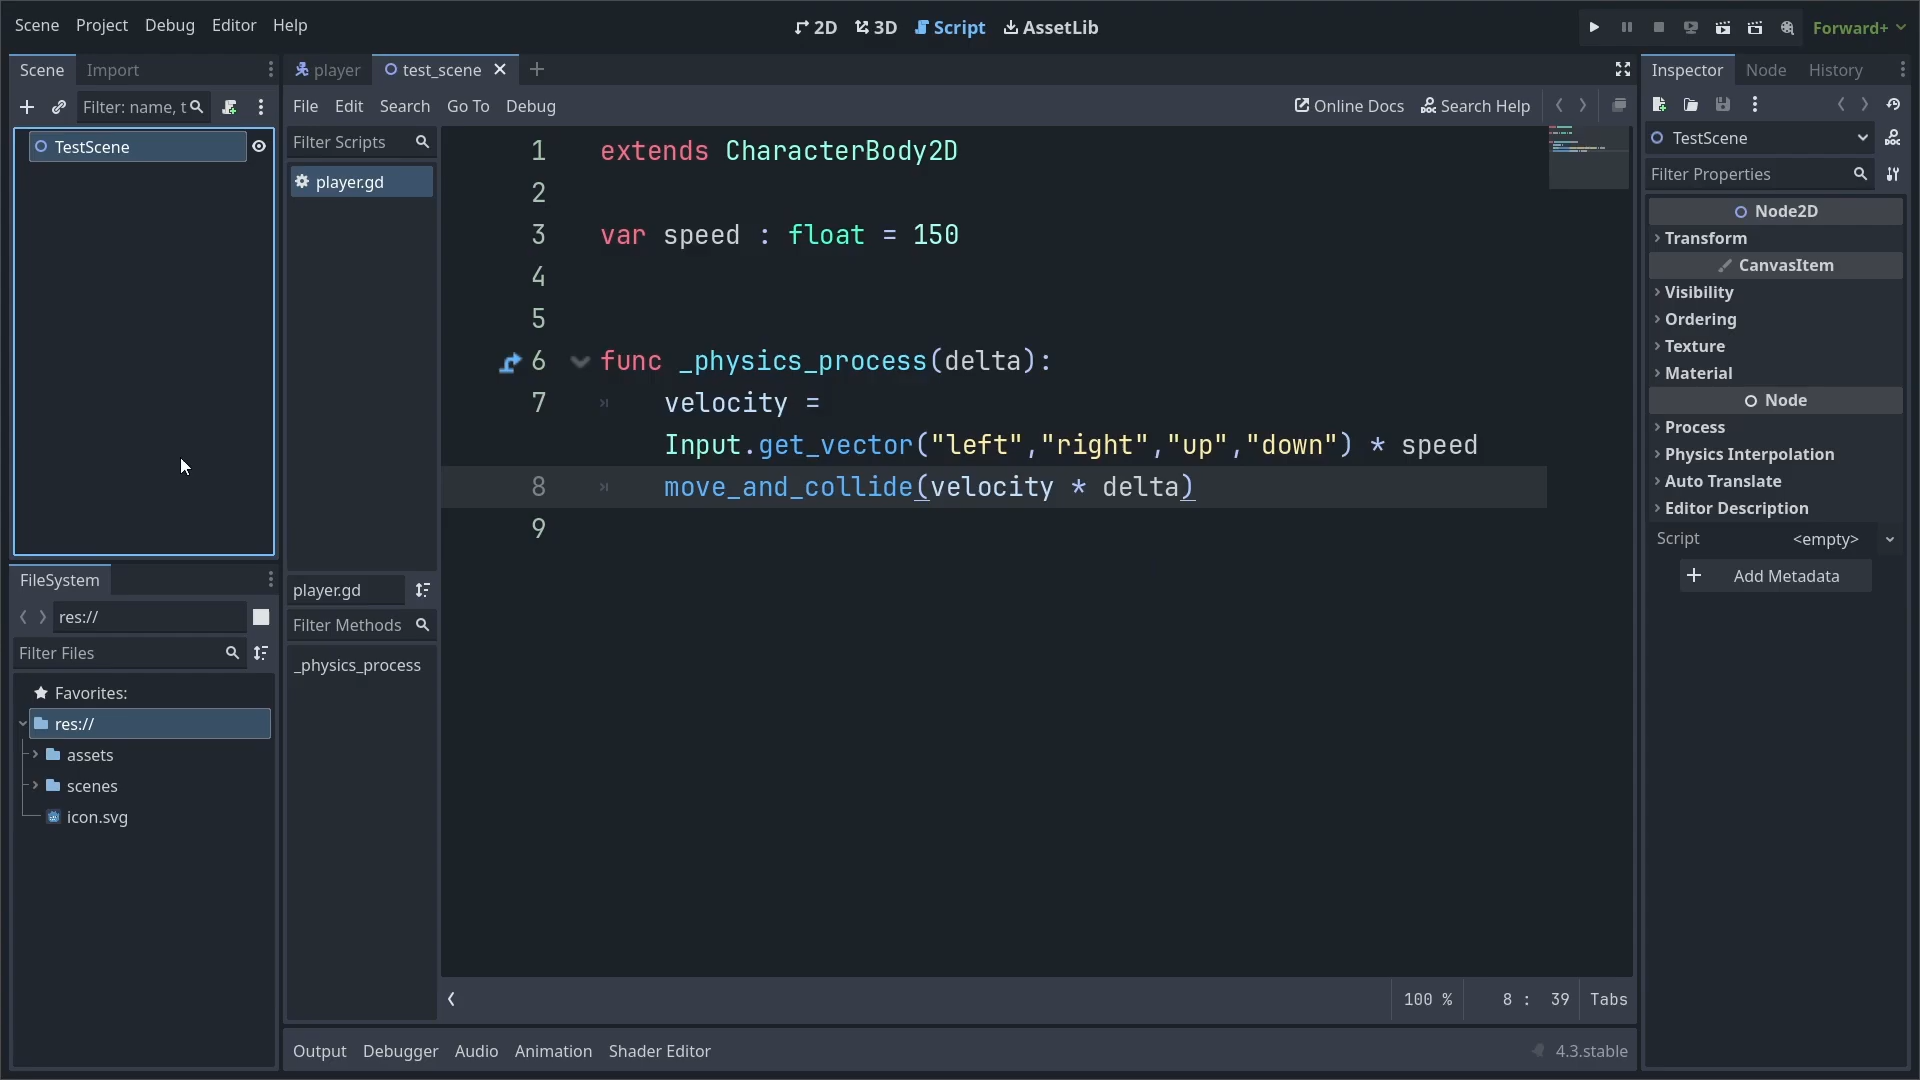 Scene Project Debug Editor Help
2D 3D Script AssetLib
Forward+
Scene Import
Filter: name, t
TestScene
FileSystem
res://
Filter Files
Favorites:
res://
assets
scenes
icon.svg
player test_scene
File Edit Search Go To Debug
Online Docs Search Help
Filter Scripts
player.gd
player.gd
Filter Methods
_physics_process
1 extends CharacterBody2D
2
3 var speed : float = 150
4
5
6 func _physics_process(delta):
7 velocity =
Input.get_vector("left","right","up","down") * speed
8 move_and_collide(velocity * delta)
9
100 % 8 : 39 Tabs
Output Debugger Audio Animation Shader Editor
4.3.stable
Inspector Node History
TestScene
Filter Properties
Node2D
Transform
CanvasItem
Visibility
Ordering
Texture
Material
Node
Process
Physics Interpolation
Auto Translate
Editor Description
Script <empty>
Add Metadata